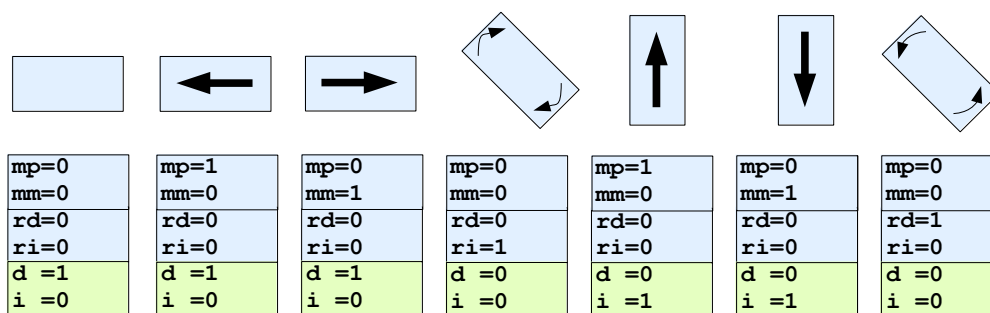 mp=0 mp=1 mp=0 mp=0 mp=1 mp=0 mp=0
mm=0 mm=0 mm=1 mm=0 mm=0 mm=1 mm=0
rd=0 rd=0 rd=0 rd=0 rd=0 rd=0 rd=1
ri=0 ri=0 ri=0 ri=1 ri=0 ri=0 ri=0
d =1 d =1 d =1 d =0 d =0 d =0 d =0
i =0 i =0 i =0 i =0 i =1 i =1 i =0